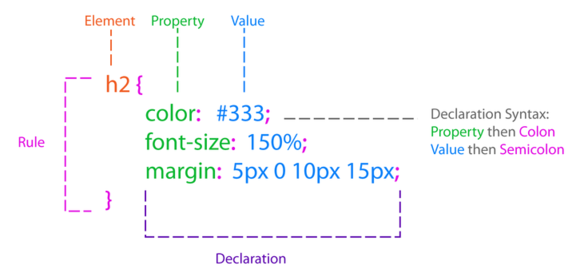 Element Property Value
h2 {
color: #333;
font-size: 150%;
margin: 5px 0 10px 15px;
}
Rule
Declaration Syntax:
Property then Colon
Value then Semicolon
Declaration